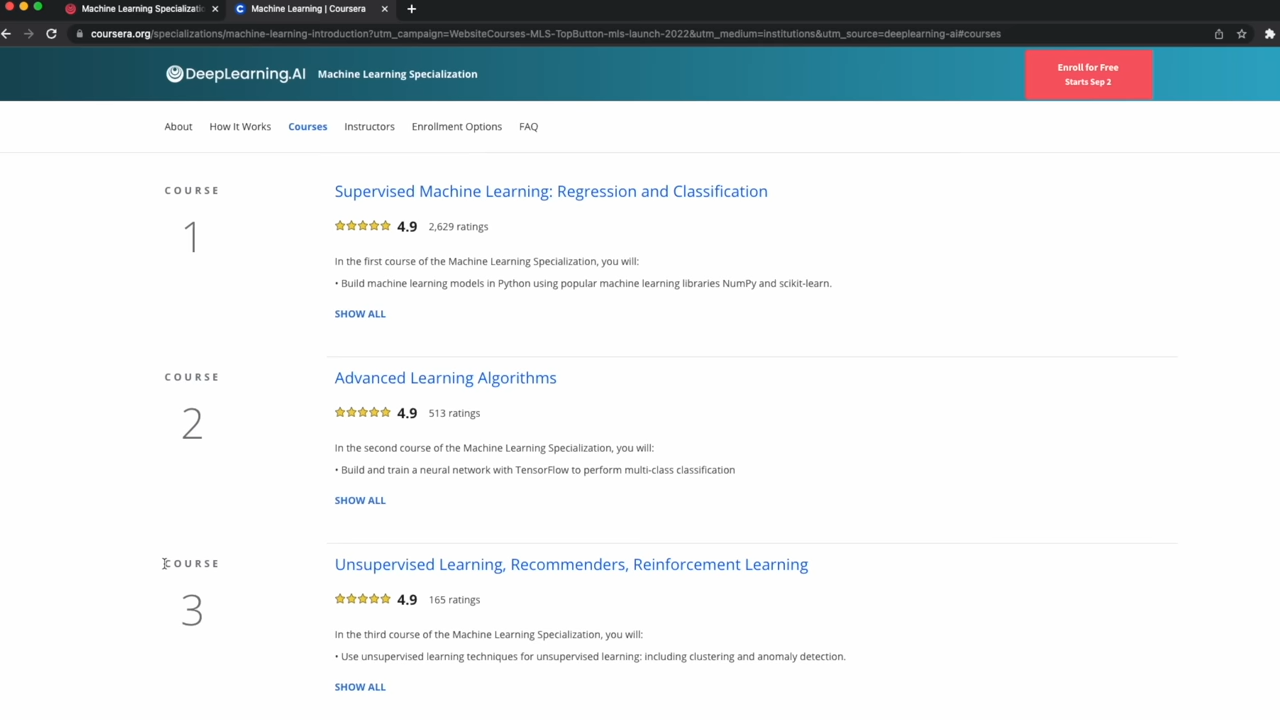 Machine Learning Specializatio
Machine Learning | Coursera
coursera.org/specializations/machine-learning-introduction?utm_campaign=WebsiteCourses-MLS-TopButton-mls-launch-2022&utm_medium=institutions&utm_source=deeplearning-ai#courses
DeepLearning.AI Machine Learning Specialization
Enroll for Free
Starts Sep 2
About How It Works Courses Instructors Enrollment Options FAQ
COURSE
1
Supervised Machine Learning: Regression and Classification
4.9 2,629 ratings
In the first course of the Machine Learning Specialization, you will:
• Build machine learning models in Python using popular machine learning libraries NumPy and scikit-learn.
SHOW ALL
COURSE
2
Advanced Learning Algorithms
4.9 513 ratings
In the second course of the Machine Learning Specialization, you will:
• Build and train a neural network with TensorFlow to perform multi-class classification
SHOW ALL
COURSE
3
Unsupervised Learning, Recommenders, Reinforcement Learning
4.9 165 ratings
In the third course of the Machine Learning Specialization, you will:
• Use unsupervised learning techniques for unsupervised learning: including clustering and anomaly detection.
SHOW ALL